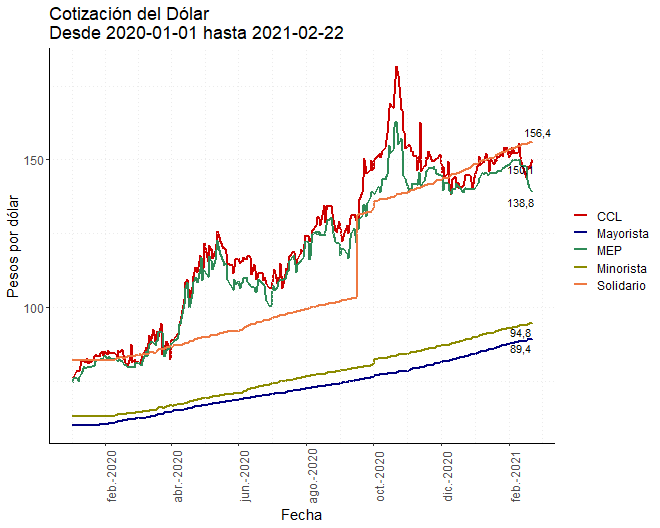 Cotización del Dólar
Desde 2020-01-01 hasta 2021-02-22
Pesos por dólar
150
100
156,4
150,1
138,8
94,8
89,4
feb.-2020
abr.-2020
jun.-2020
ago.-2020
oct.-2020
dic.-2020
feb.-2021
Fecha
CCL
Mayorista
MEP
Minorista
Solidario